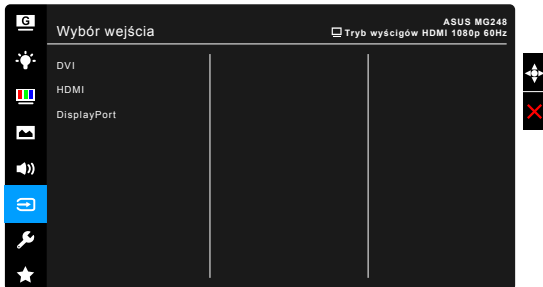 G
Wybór wejścia
ASUS MG248
Tryb wyścigów HDMI 1080p 60Hz
DVI
HDMI
DisplayPort